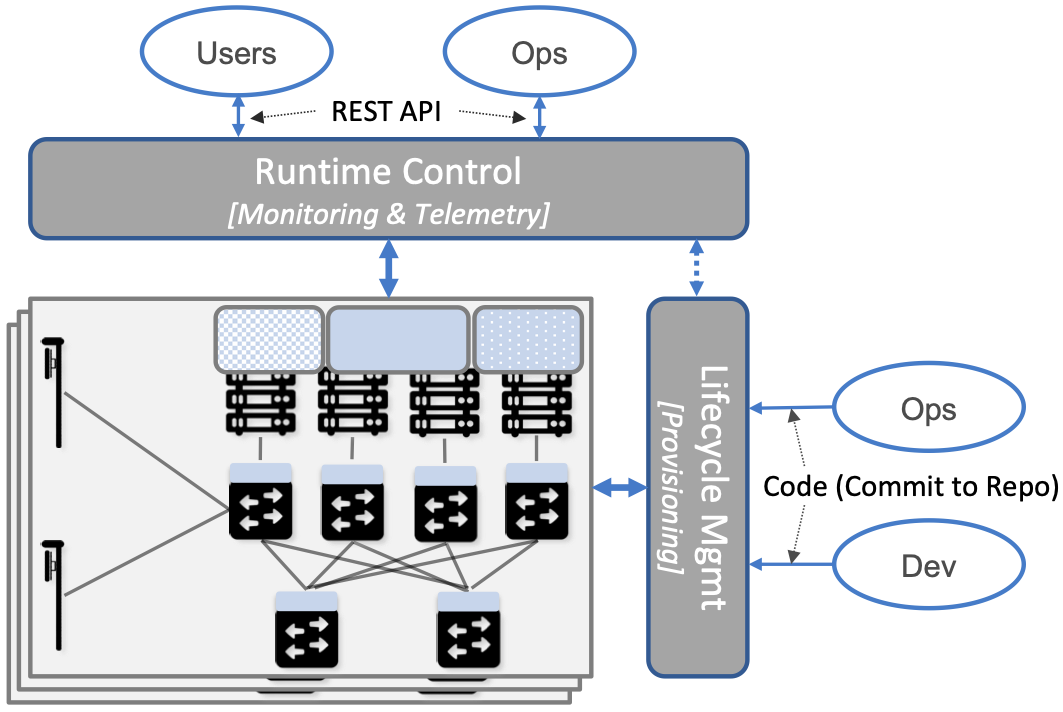 Users
Ops
REST API
Runtime Control
[Monitoring & Telemetry]
Lifecycle Mgmt
[Provisioning]
Ops
Code (Commit to Repo)
Dev